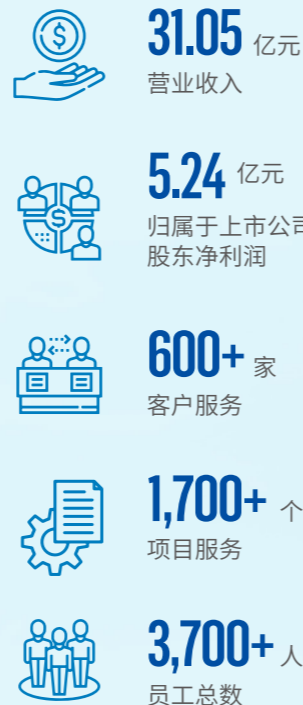 31.05 亿元
营业收入
5.24 亿元
归属于上市公司
股东净利润
600+ 家
客户服务
1,700+ 个
项目服务
3,700+ 人
员工总数